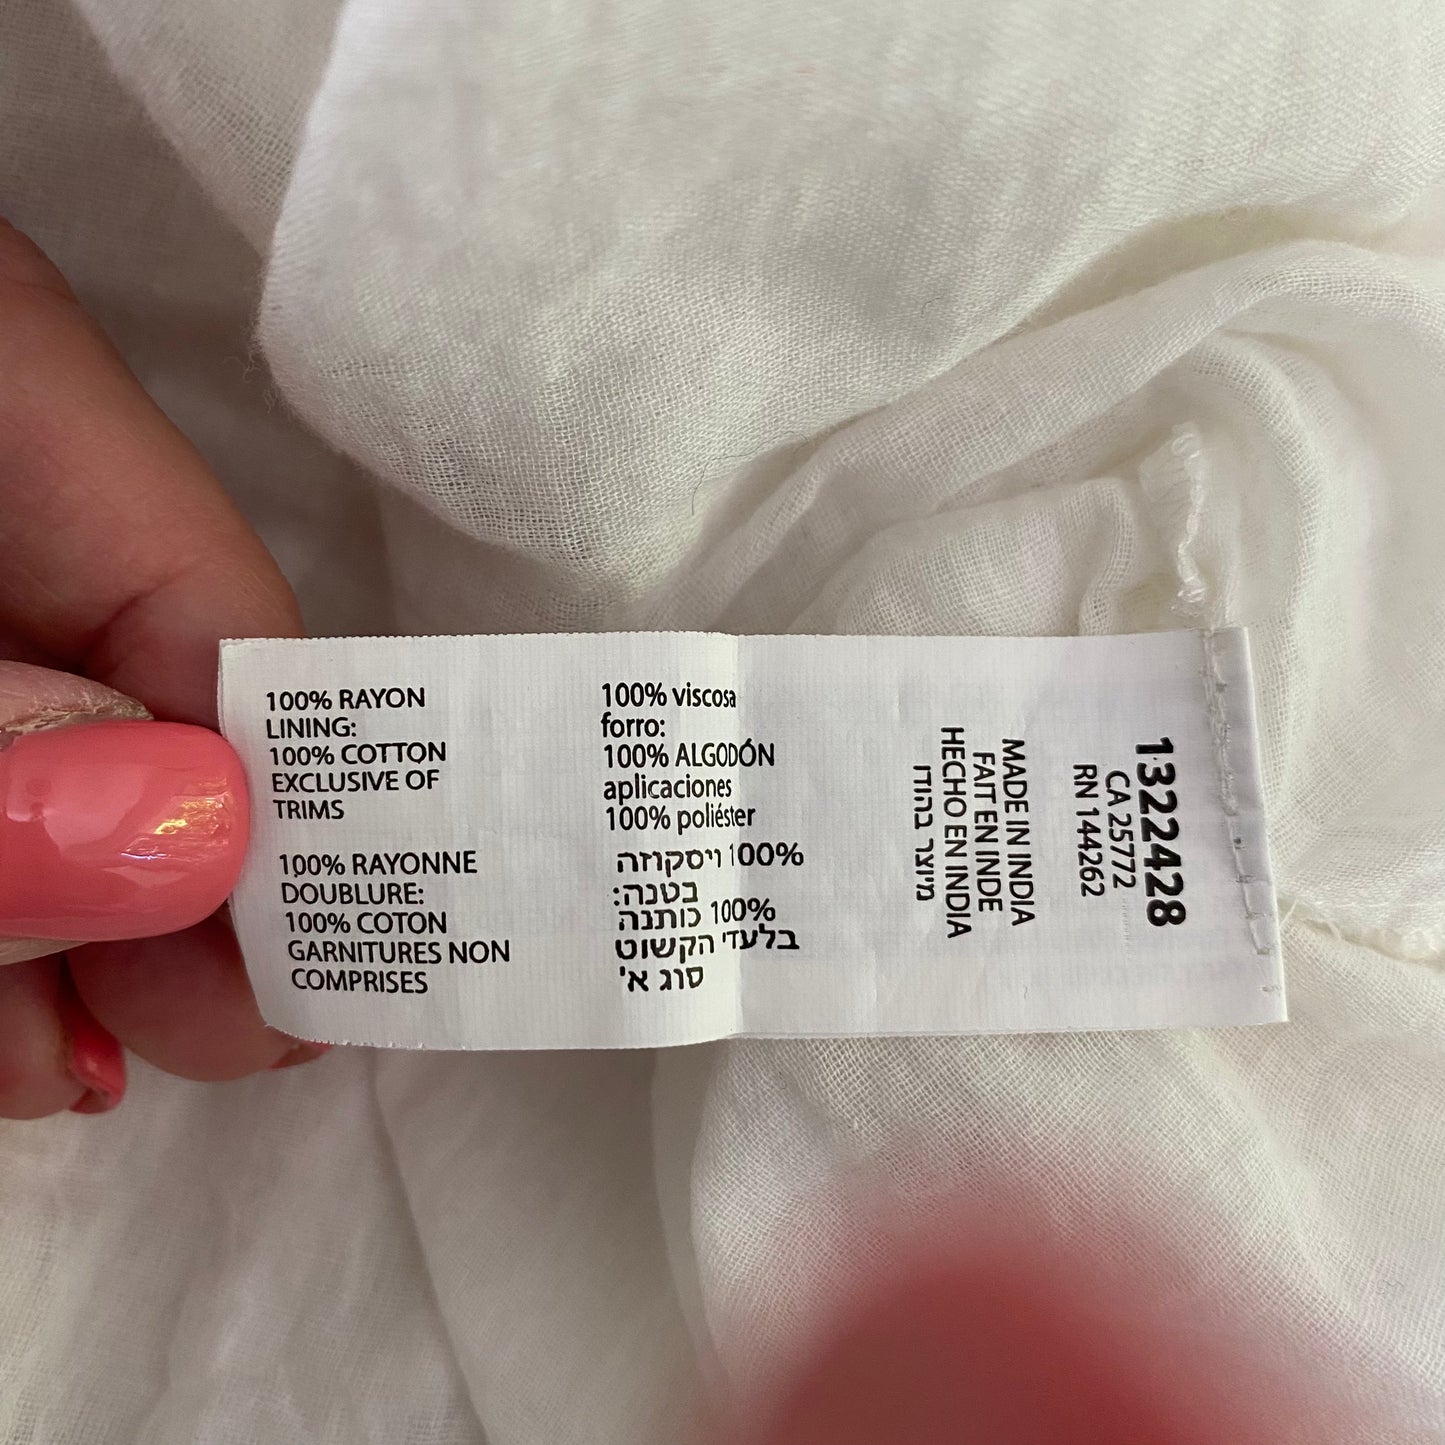 100% RAYON
LINING:
100% COTTON
EXCLUSIVE OF
TRIMS
100% RAYONNE
DOUBLURE:
100% COTON
GARNITURES NON
COMPRISES
100% viscosa
forro:
100% ALGODÓN
aplicaciones
100% poliéster
100% ויסקוזה
בטנה:
100% כותנה
בלעדי הקשוט
סוג א'
1322428
CA 25772
RN 144262
MADE IN INDIA
FAIT EN INDE
HECHO EN INDIA
מיוצר בהודו